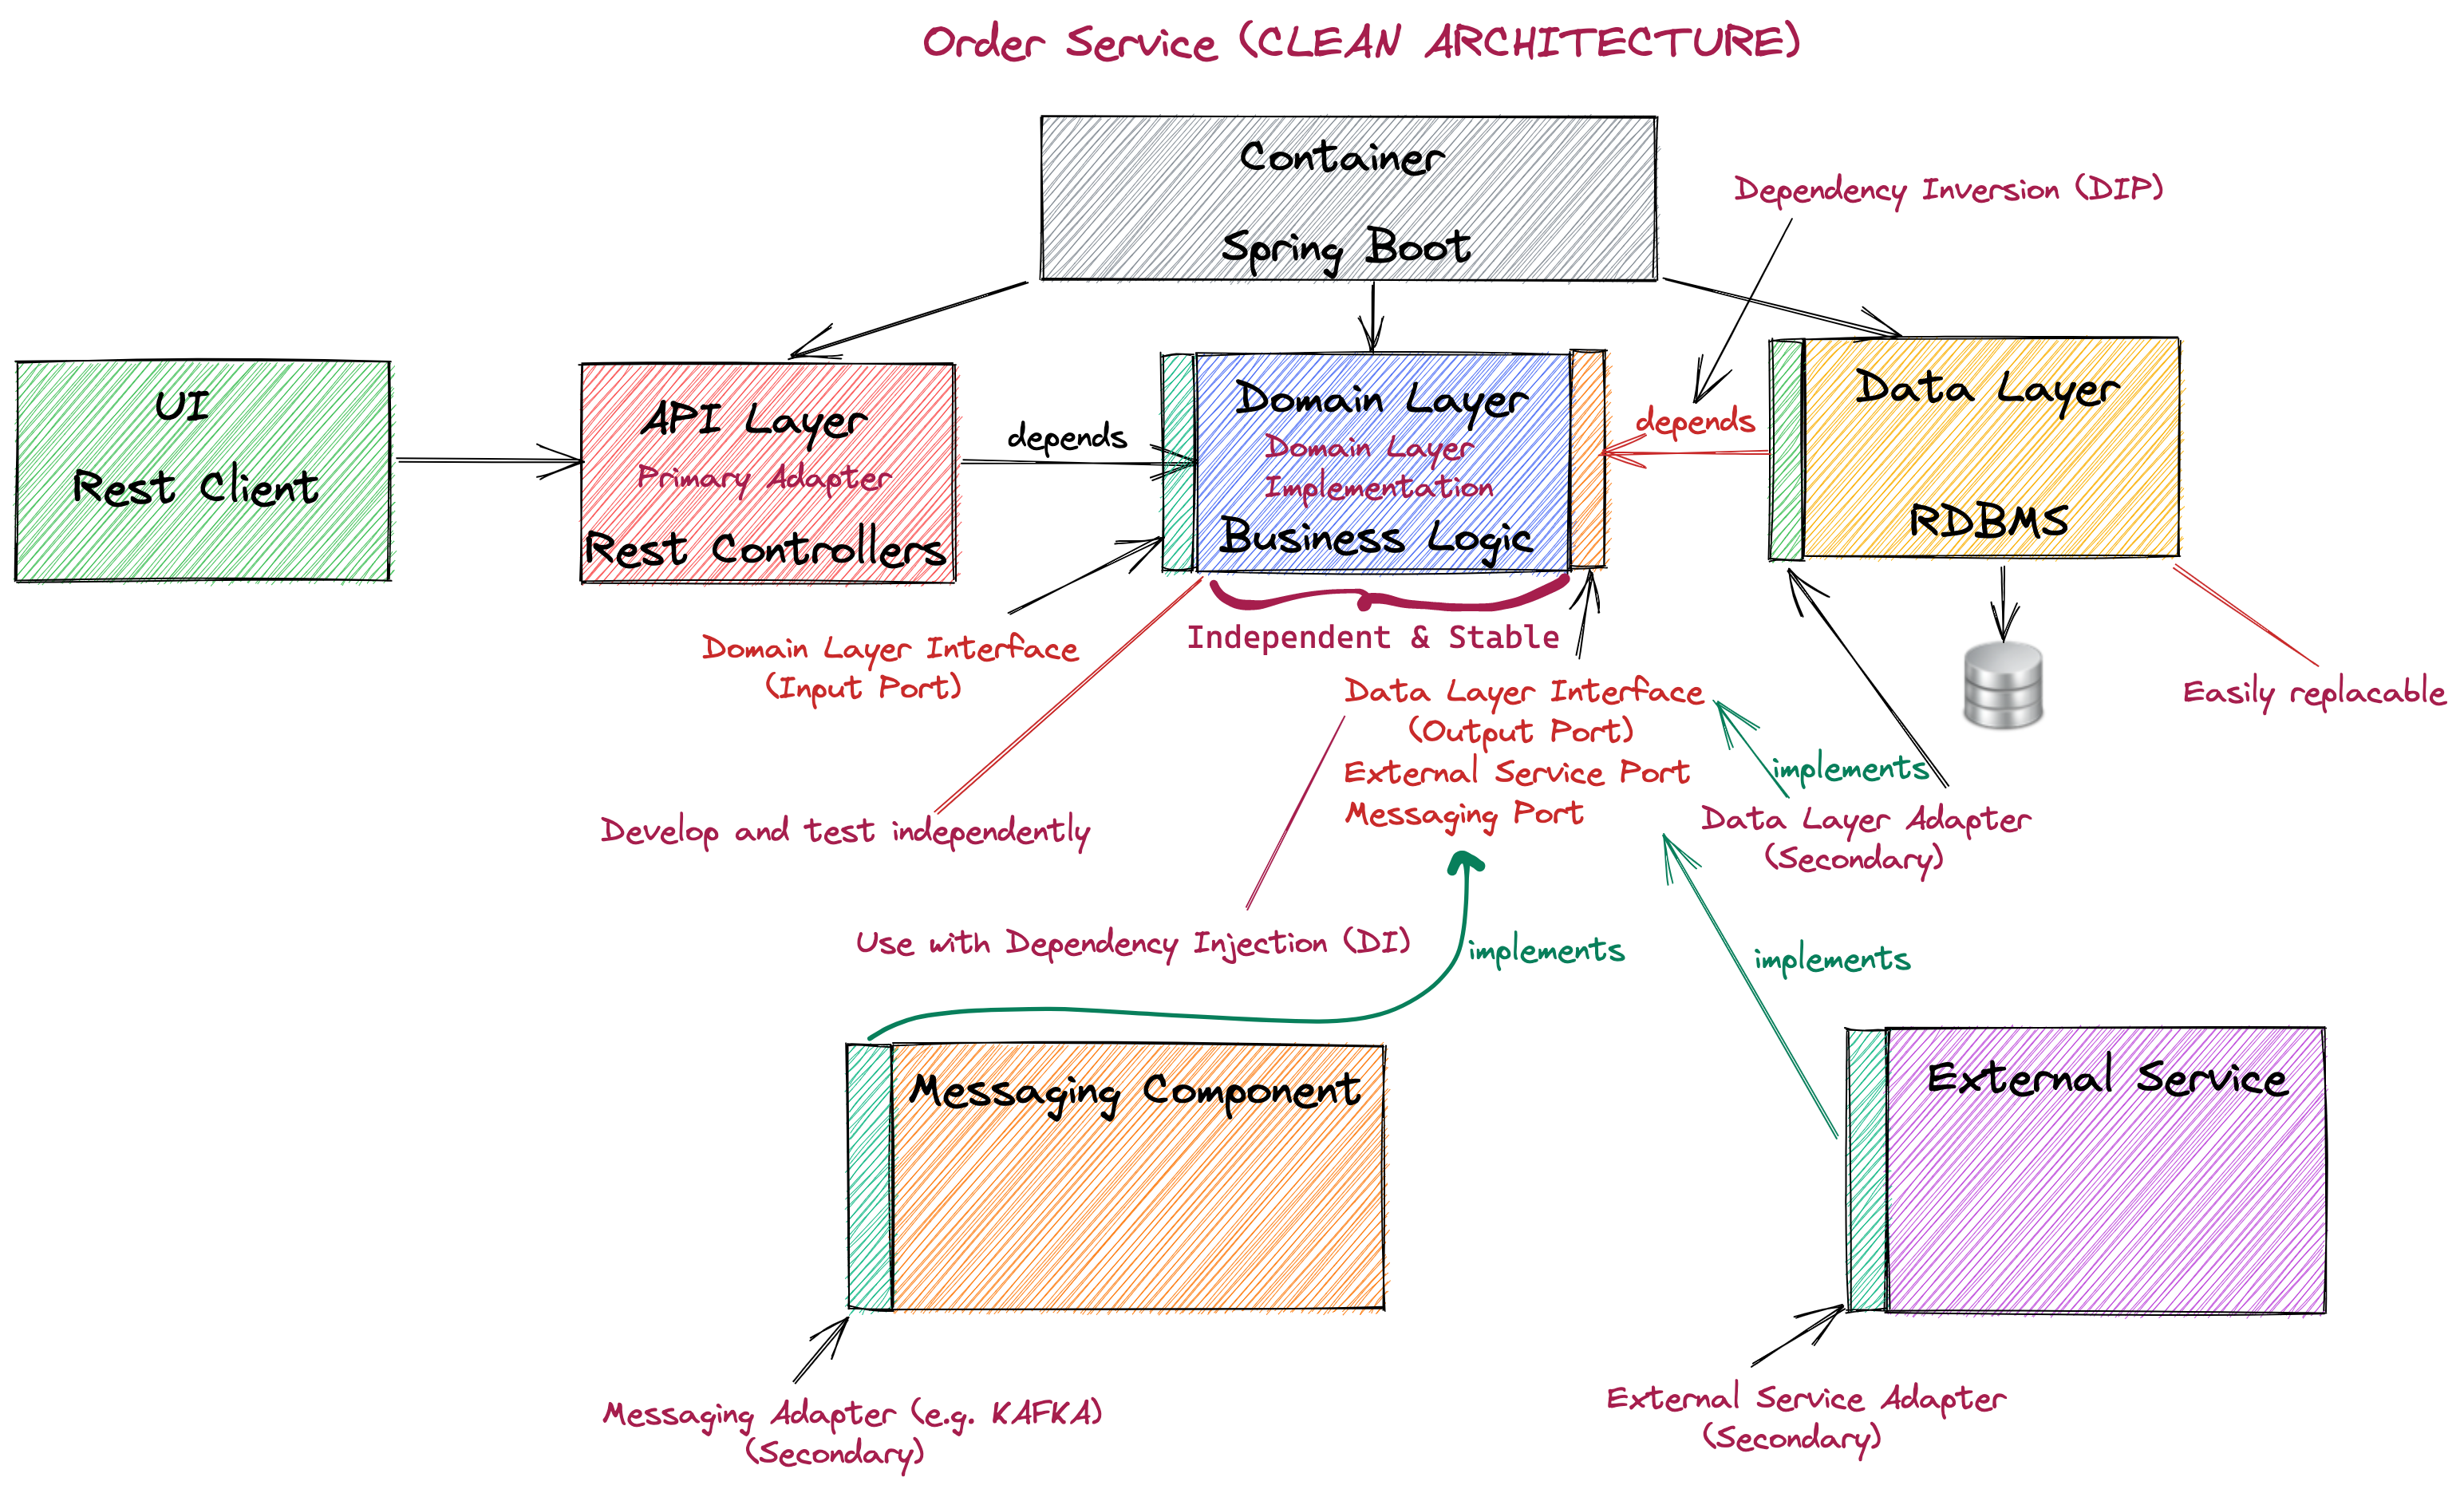 Order Service (CLEAN ARCHITECTURE)
Container
Spring Boot
Dependency Inversion (DIP)
UI
Rest Client
API Layer
Primary Adapter
Rest Controllers
depends
Domain Layer
Domain Layer
Implementation
Business Logic
depends
Data Layer
RDBMS
Domain Layer Interface
(Input Port)
Independent & Stable
Data Layer Interface
(Output Port)
External Service Port
Messaging Port
Easily replacable
implements
Data Layer Adapter
(Secondary)
Develop and test independently
Use with Dependency Injection (DI)
implements
implements
Messaging Component
External Service
Messaging Adapter (e.g. KAFKA)
(Secondary)
External Service Adapter
(Secondary)